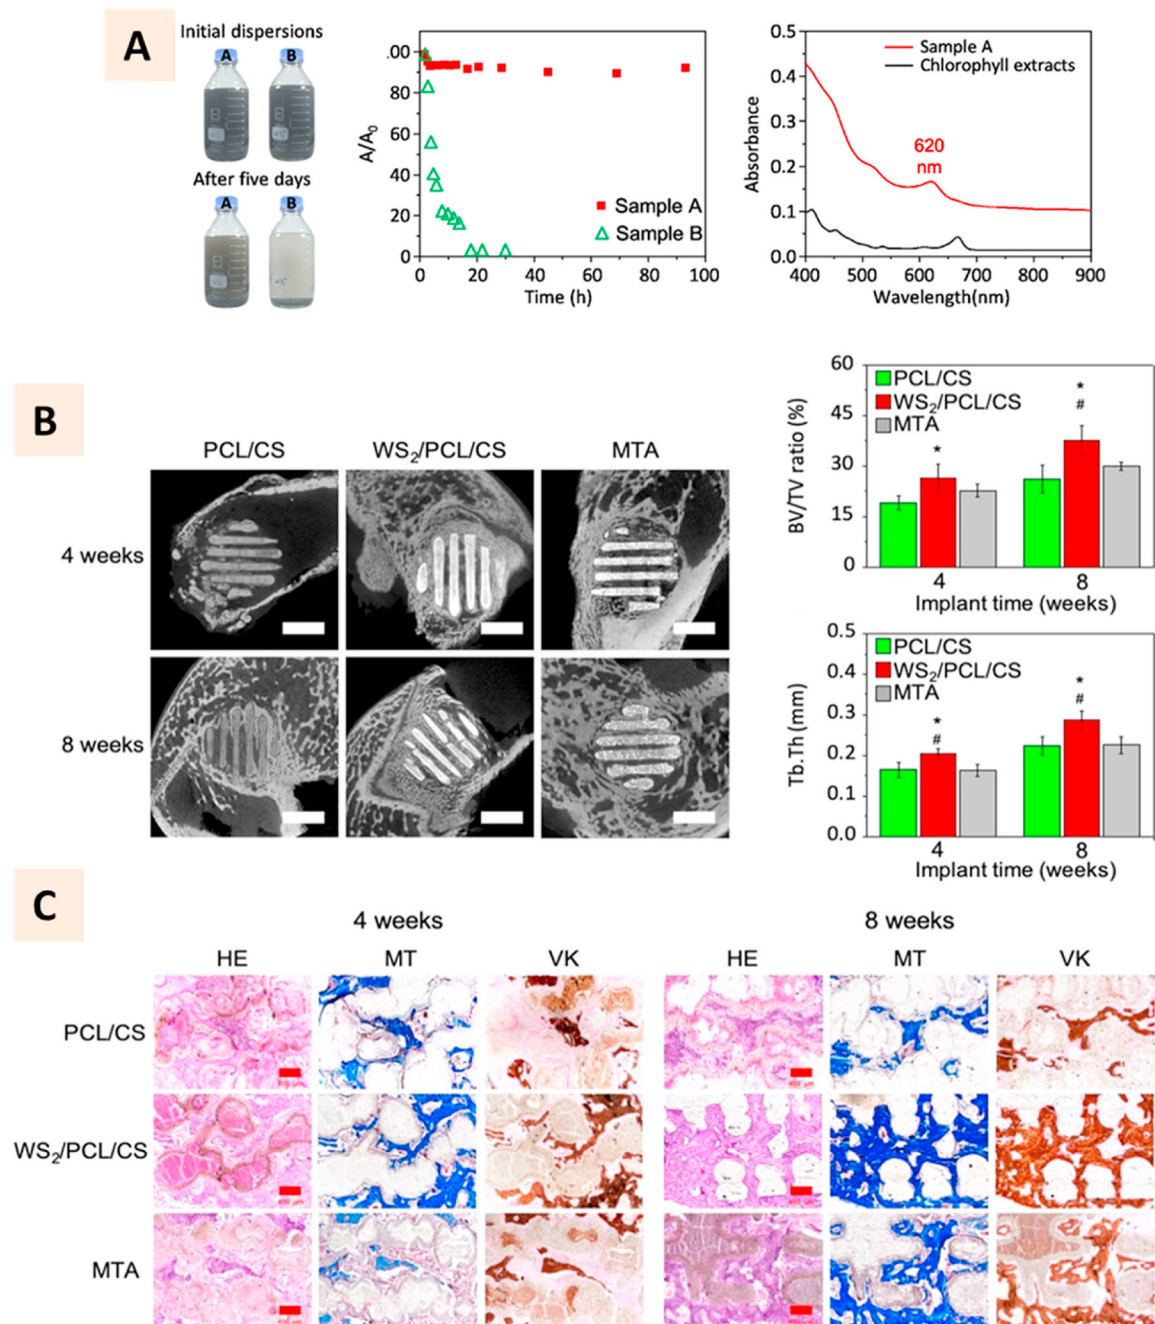 A
Initial dispersions
A B
After five days
A B
.00
80
60
40
20
0
A/A0
0 20 40 60 80 100
Time (h)
Sample A
Sample B
0.5
0.4
0.3
0.2
0.1
0.0
Absorbance
Sample A
Chlorophyll extracts
620
nm
400 500 600 700 800 900
Wavelength(nm)
B
PCL/CS WS2/PCL/CS MTA
4 weeks
8 weeks
60
45
30
15
0
BV/TV ratio (%)
PCL/CS
WS2/PCL/CS
MTA
*
*
#
4 8
Implant time (weeks)
0.5
0.4
0.3
0.2
0.1
0.0
Tb.Th (mm)
PCL/CS
WS2/PCL/CS
MTA
*
#
*
#
4 8
Implant time (weeks)
C
4 weeks 8 weeks
HE MT VK HE MT VK
PCL/CS
WS2/PCL/CS
MTA